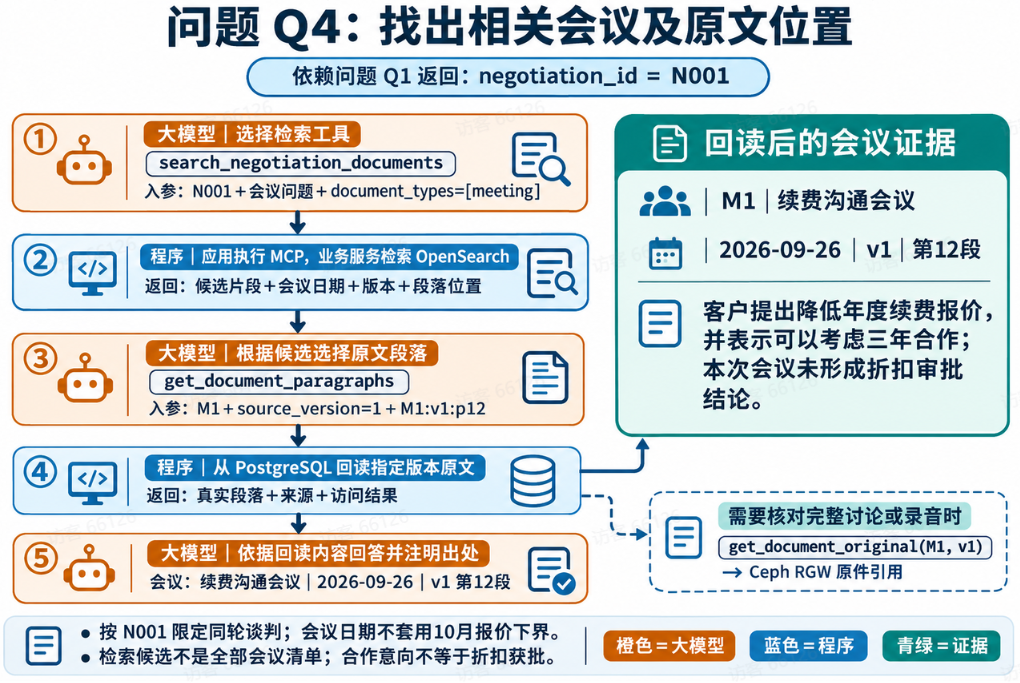 问题 Q4：找出相关会议及原文位置
依赖问题 Q1 返回：negotiation_id = N001
1
大模型｜选择检索工具
search_negotiation_documents
入参：N001＋会议问题＋document_types=[meeting]
2
程序｜应用执行 MCP，业务服务检索 OpenSearch
返回：候选片段＋会议日期＋版本＋段落位置
3
大模型｜根据候选选择原文段落
get_document_paragraphs
入参：M1＋source_version=1＋M1:v1:p12
4
程序｜从 PostgreSQL 回读指定版本原文
返回：真实段落＋来源＋访问结果
5
大模型｜依据回读内容回答并注明出处
会议：续费沟通会议｜2026-09-26｜v1 第12段
回读后的会议证据
M1｜续费沟通会议
2026-09-26｜v1｜第12段
客户提出降低年度续费报价，
并表示可以考虑三年合作；
本次会议未形成折扣审批
结论。
需要核对完整讨论或录音时
get_document_original(M1, v1)
→ Ceph RGW 原件引用
• 按 N001 限定同轮谈判；会议日期不套用10月报价下界。
• 检索候选不是全部会议清单；合作意向不等于折扣获批。
橙色＝大模型
蓝色＝程序
青绿＝证据
访客 66126